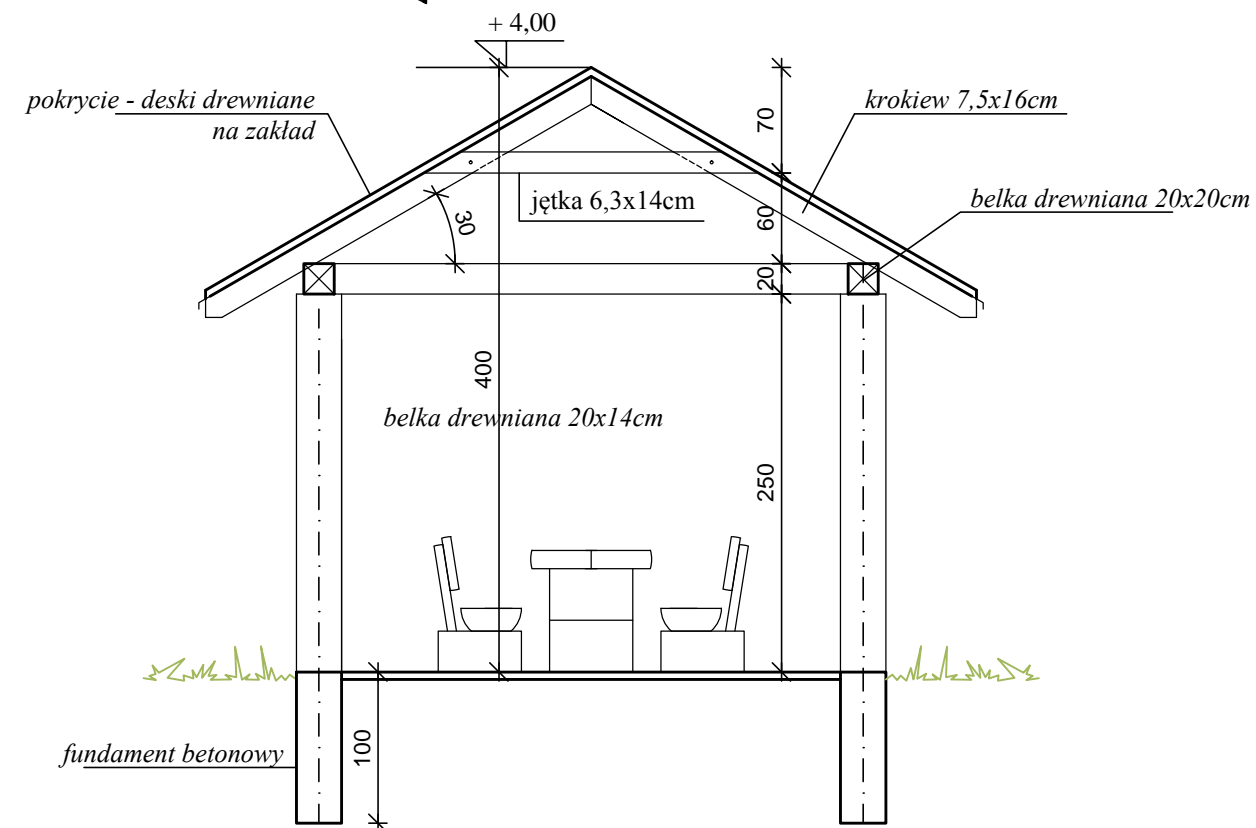 + 4,00
pokrycie - deski drewniane
na zakład
krokiew 7,5x16cm
70
jętka 6,3x14cm
belka drewniana 20x20cm
30
60
20
400
belka drewniana 20x14cm
250
fundament betonowy
100